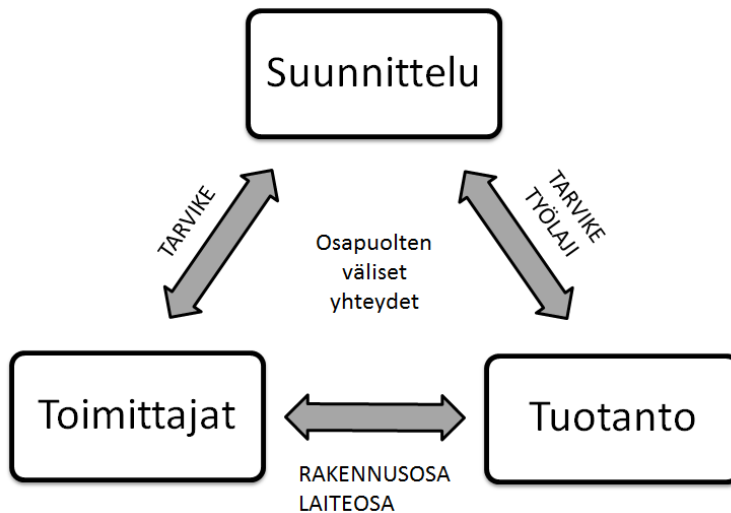 Suunnittelu
TARVIKE
TARVIKE
TYÖLAJI
Osapuolten
väliset
yhteydet
Toimittajat
Tuotanto
RAKENNUSOSA
LAITEOSA